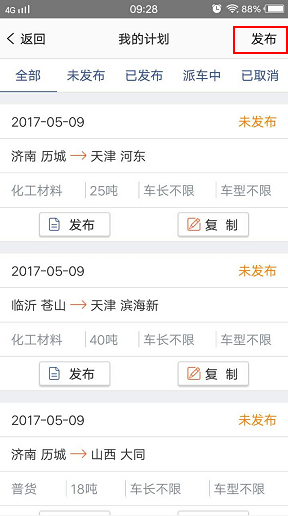 4G 09:28 88%
返回 我的计划 发布
全部 未发布 已发布 派车中 已取消
2017-05-09 未发布
济南 历城 天津 河东
化工材料 25吨 车长不限 车型不限
发布 复制
2017-05-09 未发布
临沂 苍山 天津 滨海新
化工材料 40吨 车长不限 车型不限
发布 复制
2017-05-09 未发布
济南 历城 山西 大同
普货 18吨 车长不限 车型不限